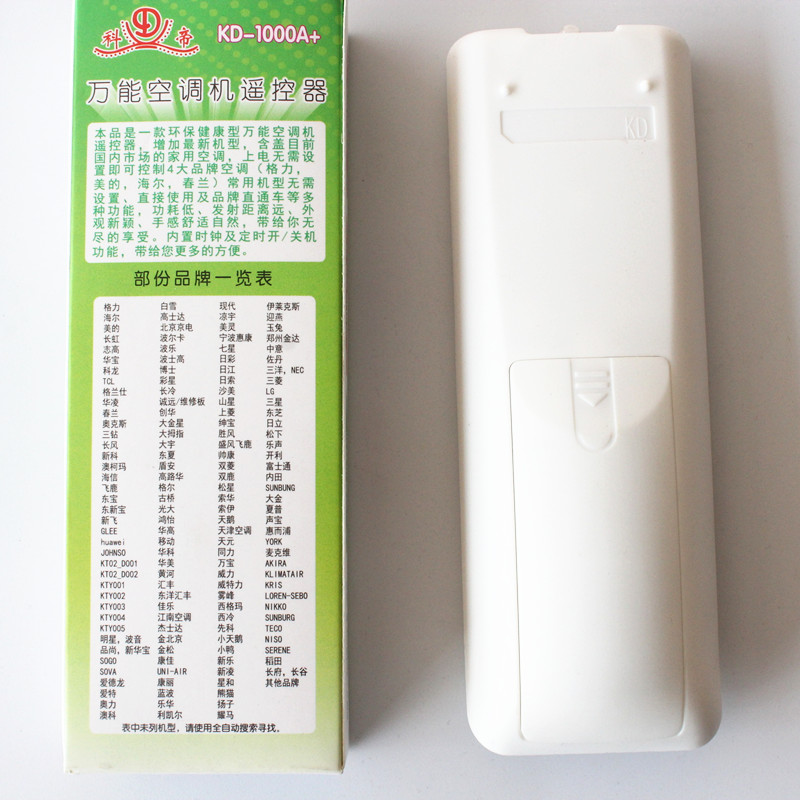 科 帝
KD-1000A+
万能空调机遥控器
本品是一款环保健康型万能空调机
遥控器，增加最新机型，含盖目前
国内市场的家用空调，上电无需设
置即可控制4大品牌空调（格力，
美的，海尔，春兰）常用机型无需
设置、直接使用及品牌直通车等多
种功能，功耗低、发射距离远、外
观新颖、手感舒适自然，带给你无
尽的享受。内置时钟及定时开/关机
功能，带给您更多的方便。
部份品牌一览表
格力 白雪 现代 伊莱克斯
海尔 高士达 凉宇 迎燕
美的 北京京电 美灵 玉兔
长虹 波尔卡 宁波惠康 郑州金达
志高 波乐 七星 中意
华宝 波士高 日彩 佐丹
科龙 博士 日江 三洋，NEC
TCL 彩星 日索 三菱
格兰仕 长冷 沙美 LG
华凌 诚远/维修板 山星 三星
春兰 创华 上菱 东芝
奥克斯 大金星 绅宝 日立
三钻 大拇指 胜风 松下
长风 大宇 盛风飞鹿 乐声
新科 东夏 帅康 开利
澳柯玛 盾安 双菱 富士通
海信 高路华 双鹿 内田
飞鹿 格尔 松星 SUNBUNG
东宝 古桥 索华 大金
东新宝 光大 索伊 夏普
新飞 鸿怡 天鹅 声宝
GLEE 华高 天津空调 惠而浦
huawei 移动 天元 YORK
JOHNSO 华科 同力 麦克维
KT02_D001 华美 万宝 AKIRA
KT02_D002 黄河 威力 KLIMATAIR
KTY001 汇丰 威特力 KRIS
KTY002 东洋汇丰 雾峰 LOREN-SEBO
KTY003 佳乐 西格玛 NIKKO
KTY004 江南空调 西冷 SUNBURG
KTY005 杰士达 先科 TECO
明星，波音 金北京 小天鹅 NISO
品尚，新华宝 金松 小鸭 SERENE
SOGO 康佳 新乐 稻田
SOVA UNI-AIR 新凌 长府，长谷
爱德龙 康丽 星和 其他品牌
爱特 蓝波 熊猫
奥力 乐华 扬子
澳科 利凯尔 耀马
表中未列机型，请使用全自动搜索寻找。
KD